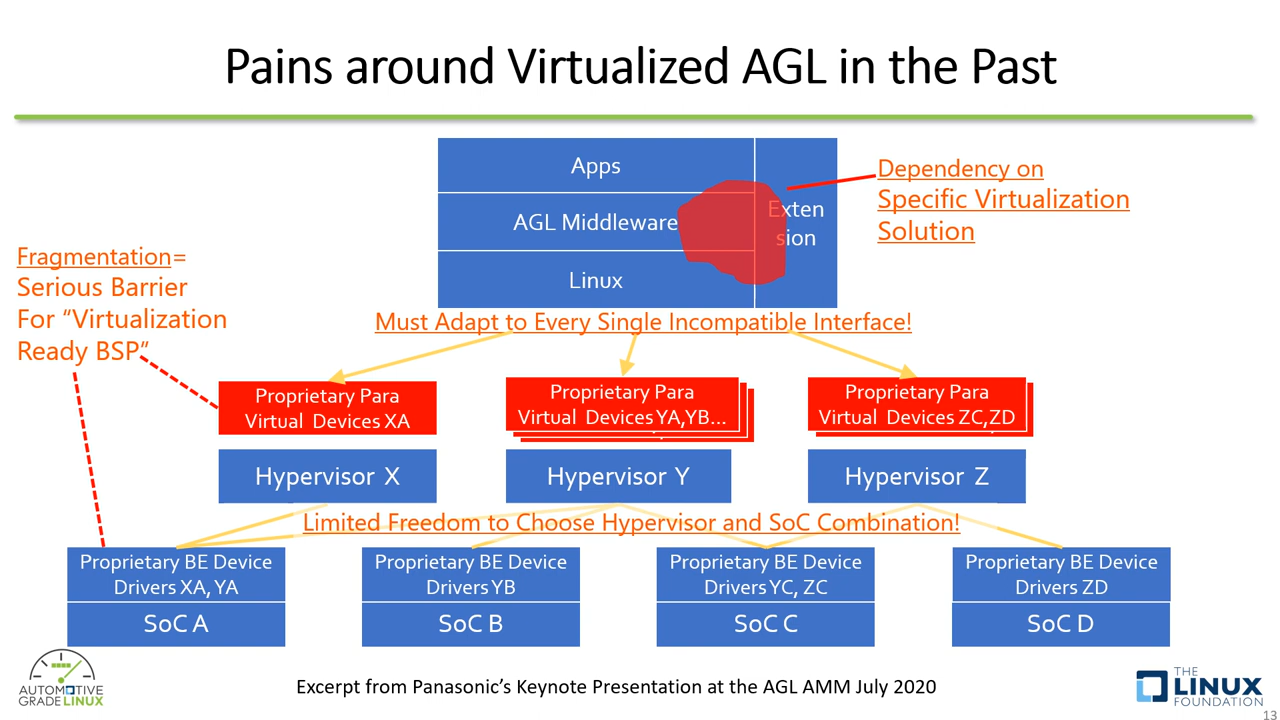 Pains around Virtualized AGL in the Past
Apps
AGL Middleware
Linux
Exten
sion
Dependency on
Specific Virtualization
Solution
Fragmentation=
Serious Barrier
For “Virtualization
Ready BSP”
Must Adapt to Every Single Incompatible Interface!
Proprietary Para
Virtual Devices XA
Proprietary Para
Virtual Devices YA,YB...
Proprietary Para
Virtual Devices ZC,ZD
Hypervisor X
Hypervisor Y
Hypervisor Z
Limited Freedom to Choose Hypervisor and SoC Combination!
Proprietary BE Device
Drivers XA, YA
SoC A
Proprietary BE Device
Drivers YB
SoC B
Proprietary BE Device
Drivers YC, ZC
SoC C
Proprietary BE Device
Drivers ZD
SoC D
AUTOMOTIVE
GRADE LINUX
Excerpt from Panasonic’s Keynote Presentation at the AGL AMM July 2020
THE
LINUX
FOUNDATION
13